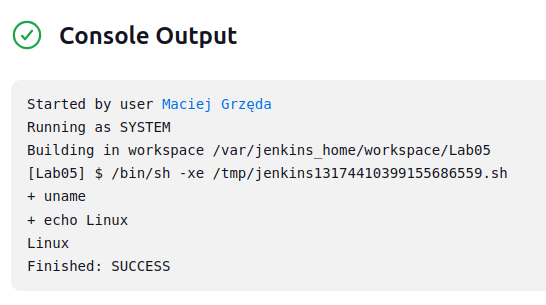 Console Output
Started by user Maciej Grzęda
Running as SYSTEM
Building in workspace /var/jenkins_home/workspace/Lab05
[Lab05] $ /bin/sh -xe /tmp/jenkins13174410399155686559.sh
+ uname
+ echo Linux
Linux
Finished: SUCCESS